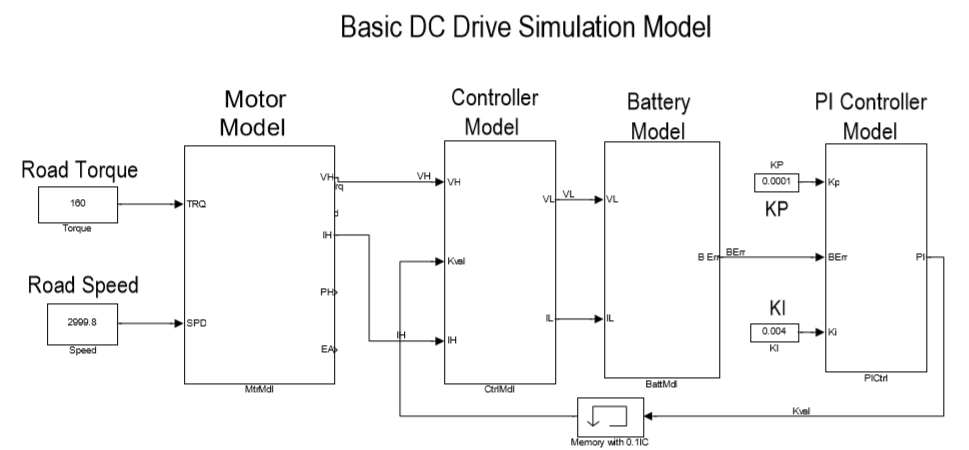 Basic DC Drive Simulation Model
Motor
Model
Controller
Model
Battery
Model
PI Controller
Model
Road Torque
160
Torque
Road Speed
2999.8
Speed
TRQ
SPD
VH
rq
d
IH
PH
EA
MtrMdl
VH
IH
VH
Kval
IH
VL
IL
CtrlMdl
VL
VL
IL
B Err
BattMdl
BErr
KP
0.0001
KP
KI
0.004
KI
Kp
BErr
Ki
PI
PICtrl
Kval
Memory with 0.1IC